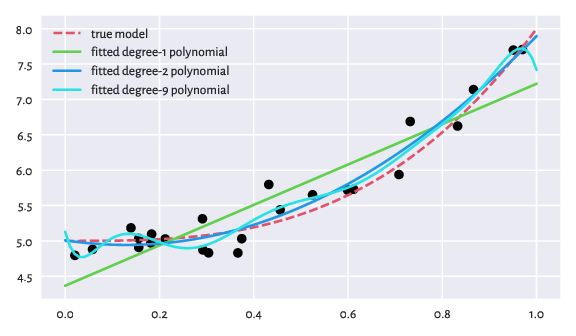 true model
fitted degree-1 polynomial
fitted degree-2 polynomial
fitted degree-9 polynomial
8.0
7.5
7.0
6.5
6.0
5.5
5.0
4.5
0.0 0.2 0.4 0.6 0.8 1.0